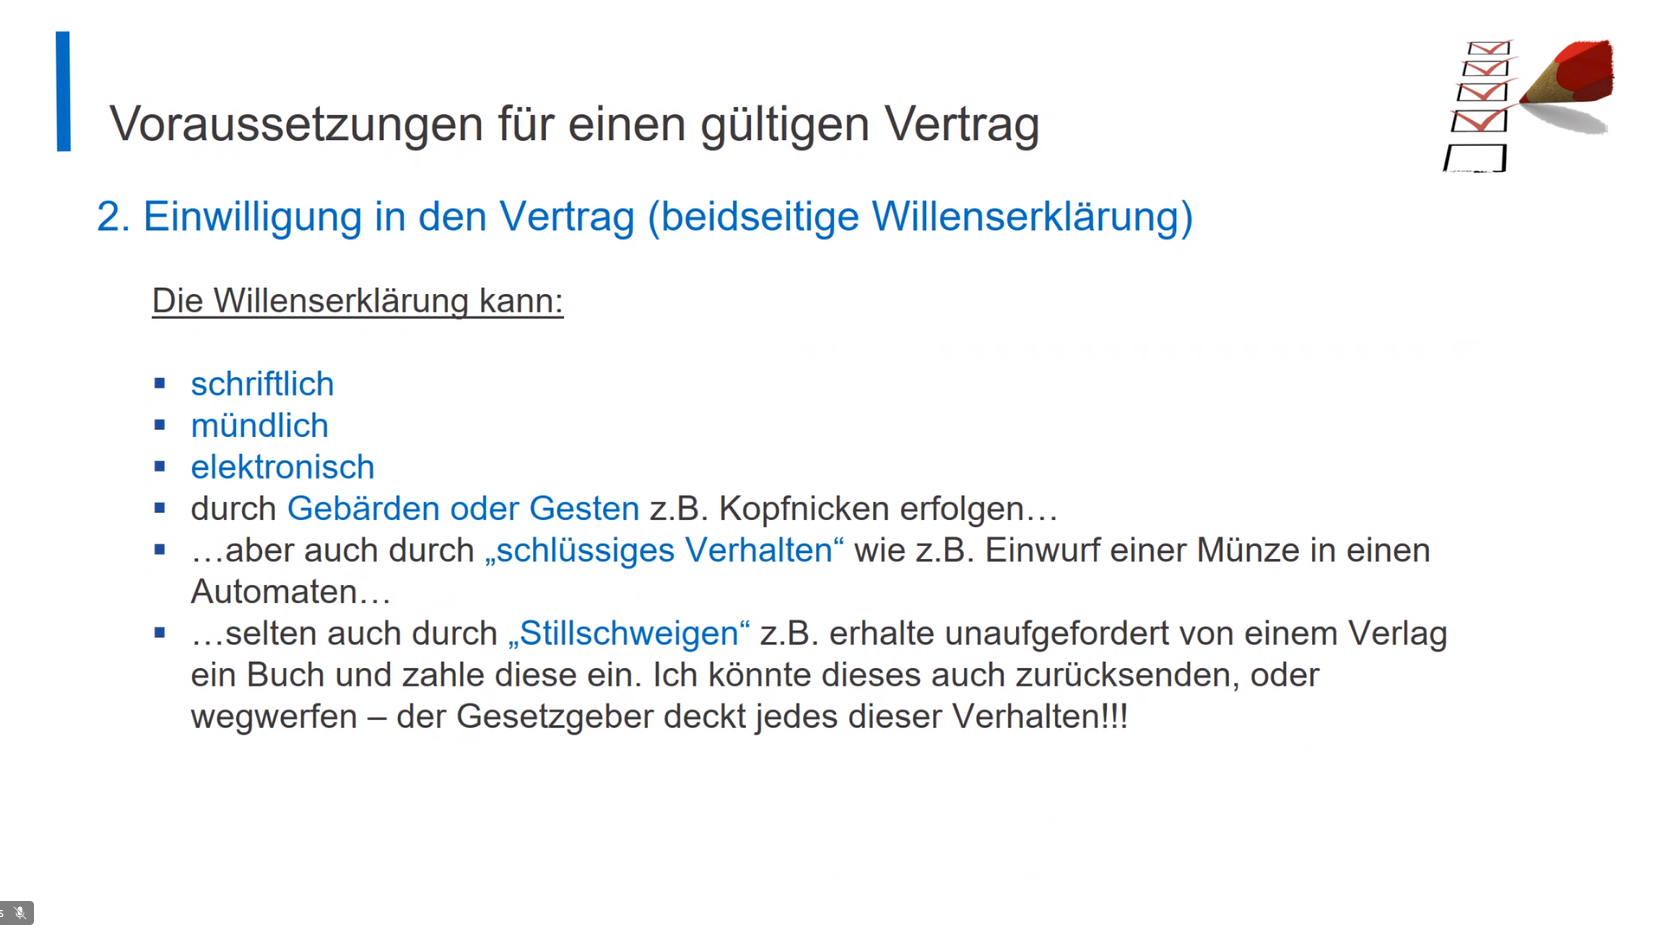 Voraussetzungen für einen gültigen Vertrag
2. Einwilligung in den Vertrag (beidseitige Willenserklärung)
Die Willenserklärung kann:
▪ schriftlich
▪ mündlich
▪ elektronisch
▪ durch Gebärden oder Gesten z.B. Kopfnicken erfolgen…
▪ …aber auch durch „schlüssiges Verhalten“ wie z.B. Einwurf einer Münze in einen
Automaten…
▪ …selten auch durch „Stillschweigen“ z.B. erhalte unaufgefordert von einem Verlag
ein Buch und zahle diese ein. Ich könnte dieses auch zurücksenden, oder
wegwerfen – der Gesetzgeber deckt jedes dieser Verhalten!!!
s